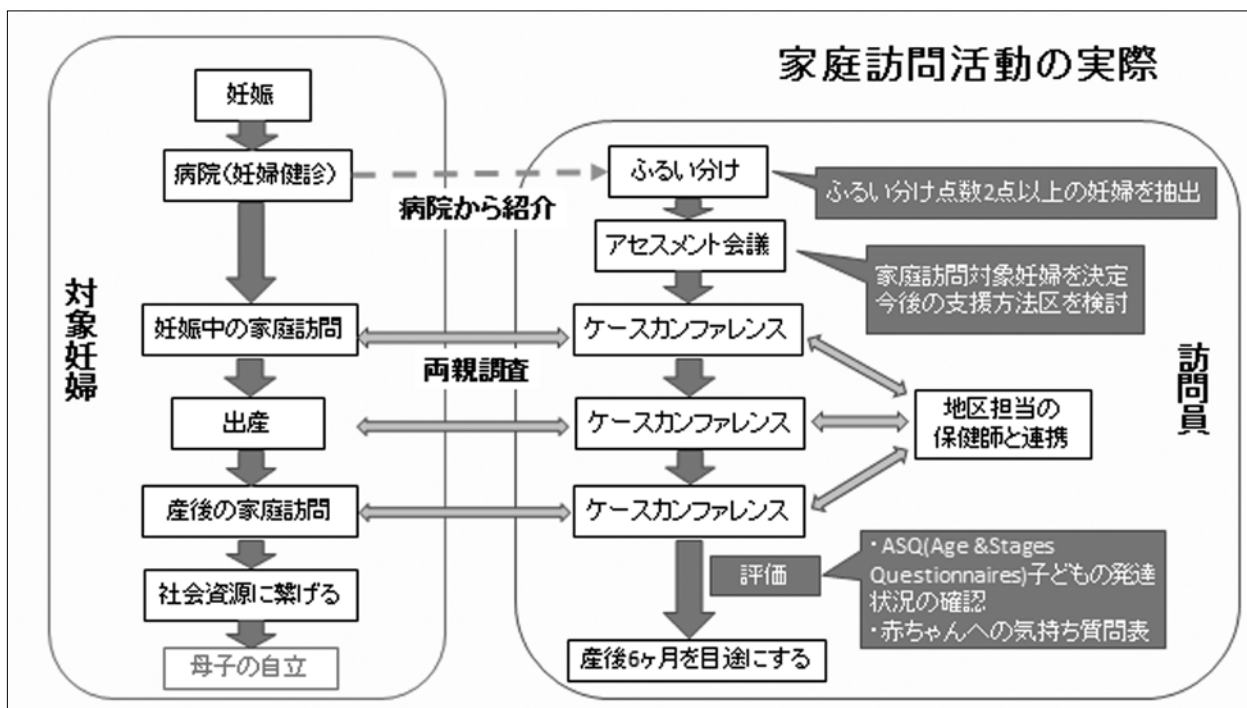 家庭訪問活動の実際
対象妊婦
妊娠
病院(妊婦健診)
妊娠中の家庭訪問
出産
産後の家庭訪問
社会資源に繋げる
母子の自立
病院から紹介
両親調査
訪問員
ふるい分け
ふるい分け点数2点以上の妊婦を抽出
アセスメント会議
家庭訪問対象妊婦を決定
今後の支援方法区を検討
ケースカンファレンス
ケースカンファレンス
ケースカンファレンス
地区担当の
保健師と連携
評価
・ASQ(Age &Stages
Questionnaires)子どもの発達
状況の確認
・赤ちゃんへの気持ち質問表
産後6ヶ月を目途にする